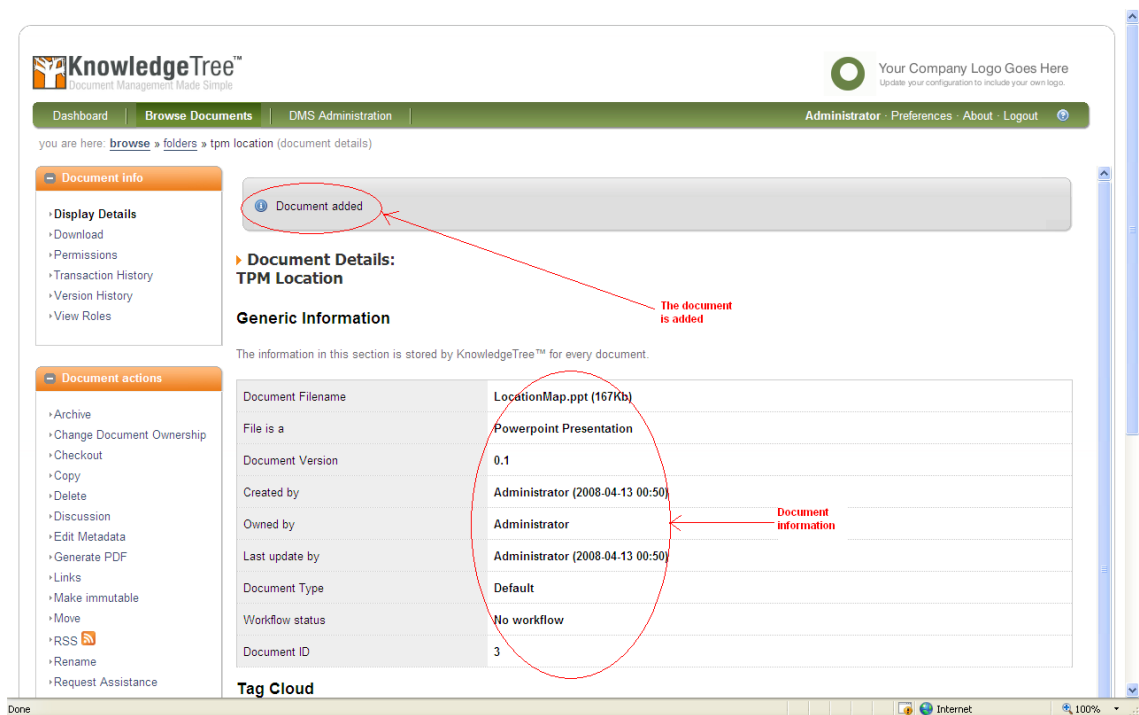 KnowledgeTree™
Document Management Made Simple
Your Company Logo Goes Here
Update your configuration to include your own logo.
Dashboard
Browse Documents
DMS Administration
Administrator · Preferences · About · Logout
you are here: browse » folders » tpm location (document details)
Document info
Display Details
Download
Permissions
Transaction History
Version History
View Roles
Document actions
Archive
Change Document Ownership
Checkout
Copy
Delete
Discussion
Edit Metadata
Generate PDF
Links
Make immutable
Move
RSS
Rename
Request Assistance
Document added
Document Details:
TPM Location
The document
is added
Generic Information
The information in this section is stored by KnowledgeTree™ for every document.
Document Filename LocationMap.ppt (167Kb)
File is a Powerpoint Presentation
Document Version 0.1
Created by Administrator (2008-04-13 00:50)
Owned by Administrator
Last update by Administrator (2008-04-13 00:50)
Document Type Default
Workflow status No workflow
Document ID 3
Document
information
Tag Cloud
Done
Internet
100%